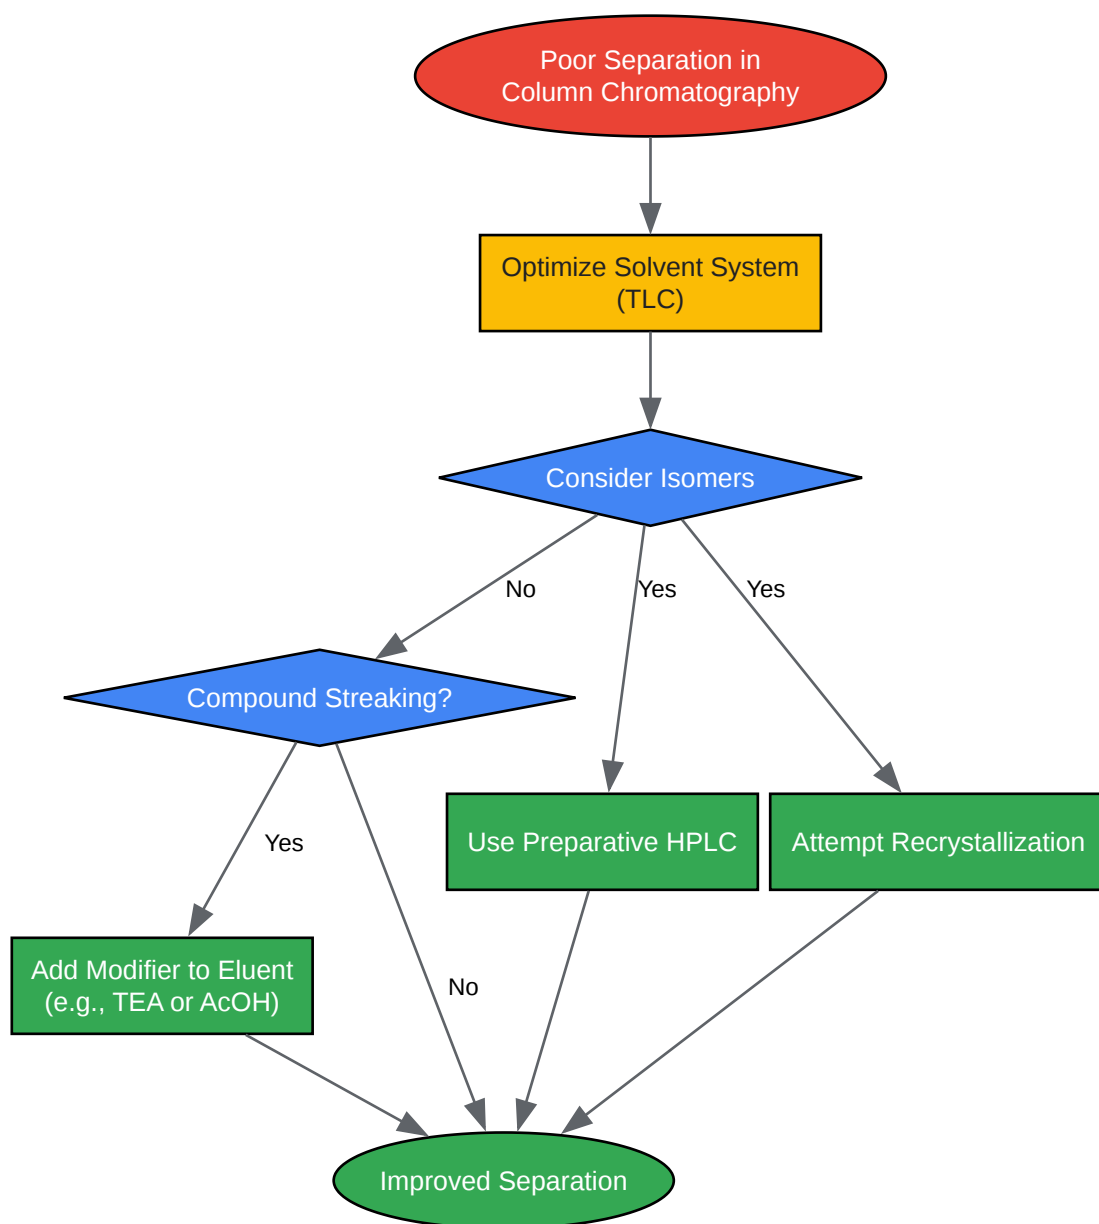 Poor Separation in
Column Chromatography
Optimize Solvent System
(TLC)
Consider Isomers
No
Yes
Yes
Compound Streaking?
Yes
Use Preparative HPLC
Attempt Recrystallization
Add Modifier to Eluent
(e.g., TEA or AcOH)
No
Improved Separation